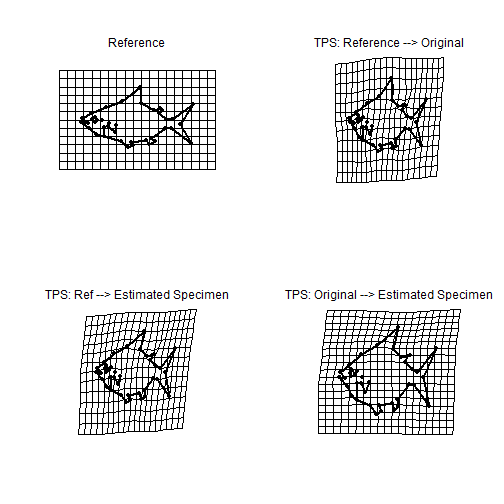 Reference
TPS: Reference --> Original
TPS: Ref --> Estimated Specimen
TPS: Original --> Estimated Specimen